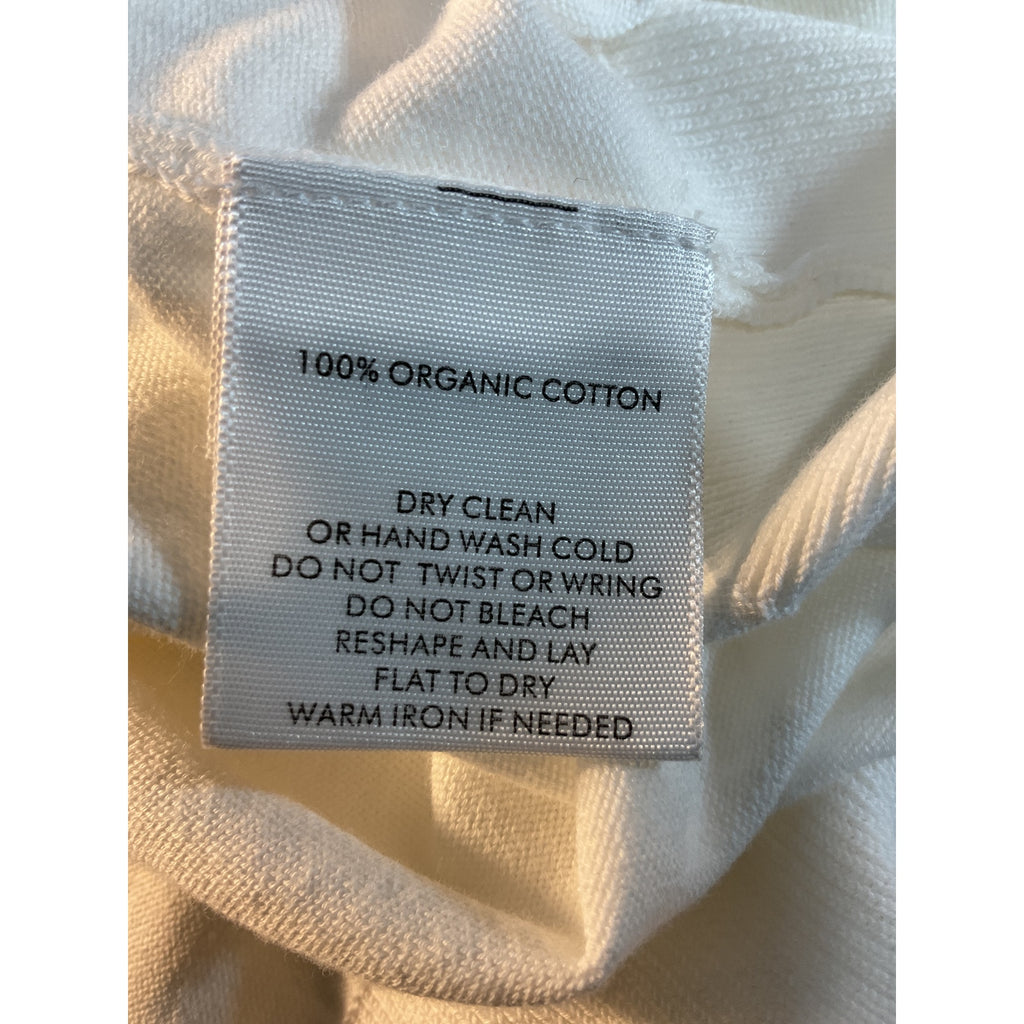 100% ORGANIC COTTON
DRY CLEAN
OR HAND WASH COLD
DO NOT TWIST OR WRING
DO NOT BLEACH
RESHAPE AND LAY
FLAT TO DRY
WARM IRON IF NEEDED